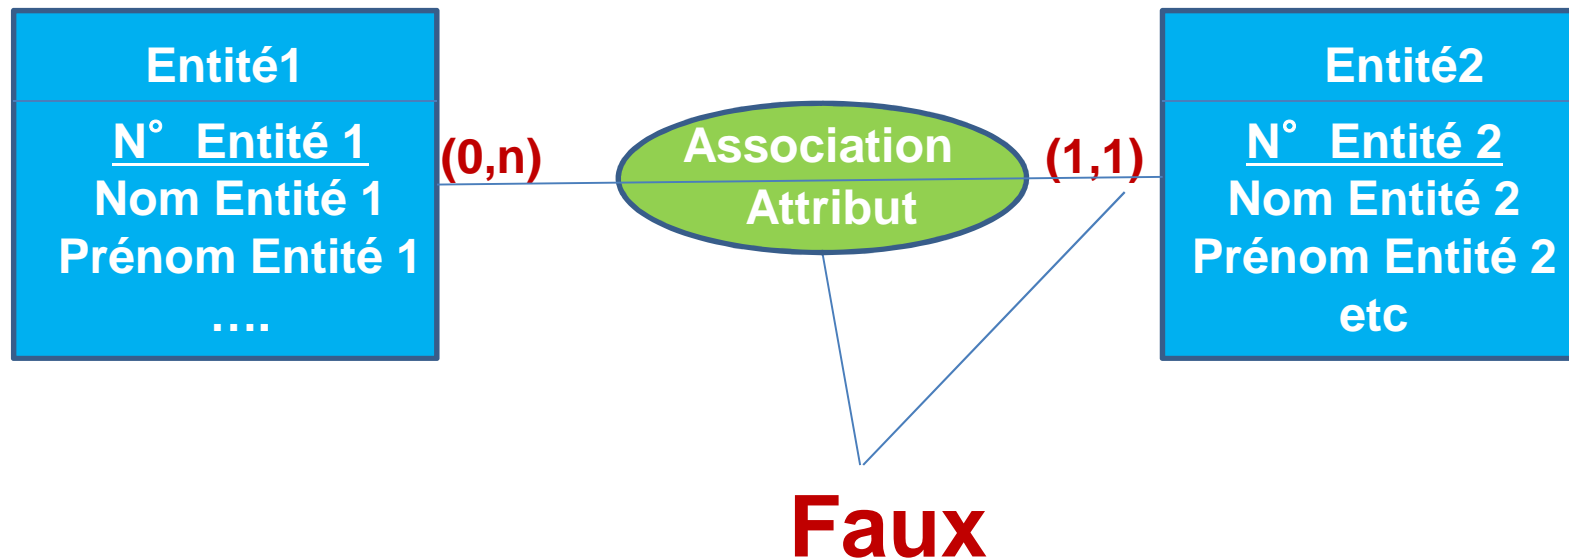 Entité1
N° Entité 1
Nom Entité 1
Prénom Entité 1
….
(0,n)
Association
Attribut
(1,1)
Entité2
N° Entité 2
Nom Entité 2
Prénom Entité 2
etc
Faux